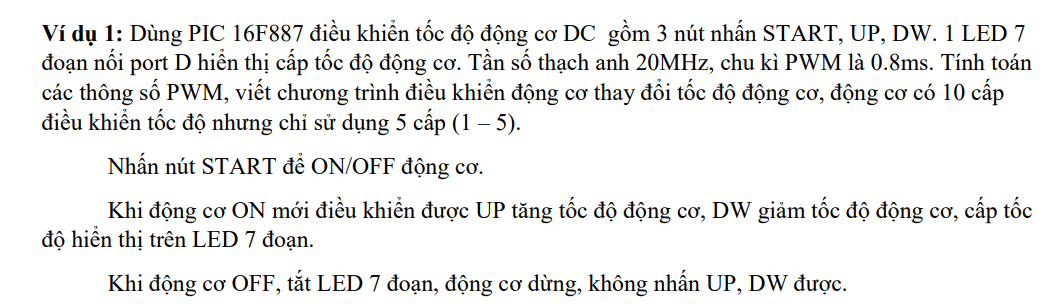 Ví dụ 1: Dùng PIC 16F887 điều khiển tốc độ động cơ DC gồm 3 nút nhấn START, UP, DW. 1 LED 7
đoạn nối port D hiển thị cấp tốc độ động cơ. Tần số thạch anh 20MHz, chu kì PWM là 0.8ms. Tính toán
các thông số PWM, viết chương trình điều khiển động cơ thay đổi tốc độ động cơ, động cơ có 10 cấp
điều khiển tốc độ nhưng chỉ sử dụng 5 cấp (1 – 5).
Nhấn nút START để ON/OFF động cơ.
Khi động cơ ON mới điều khiển được UP tăng tốc độ động cơ, DW giảm tốc độ động cơ, cấp tốc
độ hiển thị trên LED 7 đoạn.
Khi động cơ OFF, tắt LED 7 đoạn, động cơ dừng, không nhấn UP, DW được.